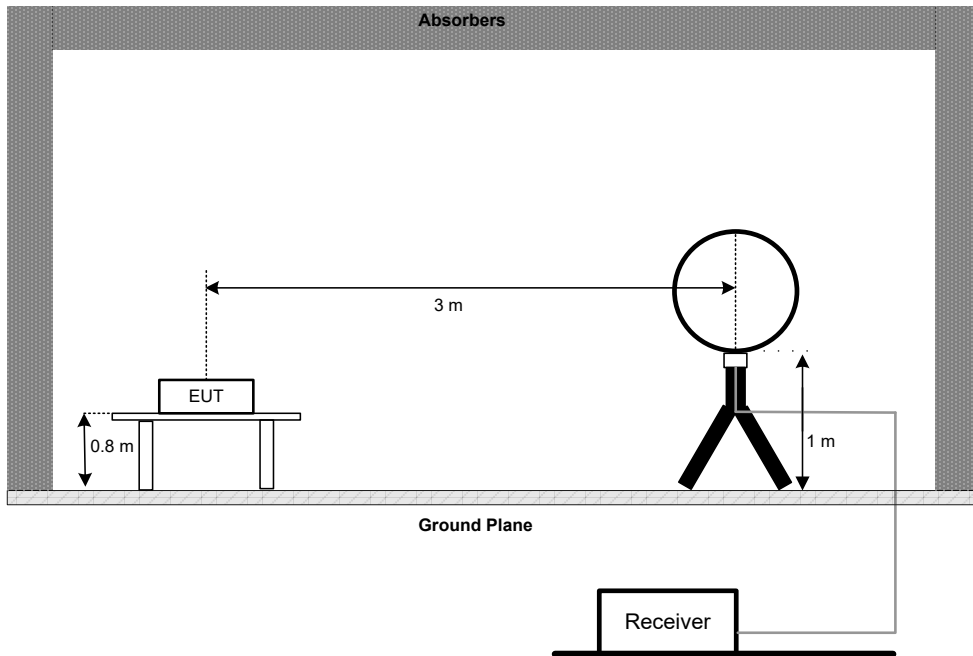 Absorbers
3 m
EUT
0.8 m
1 m
Ground Plane
Receiver